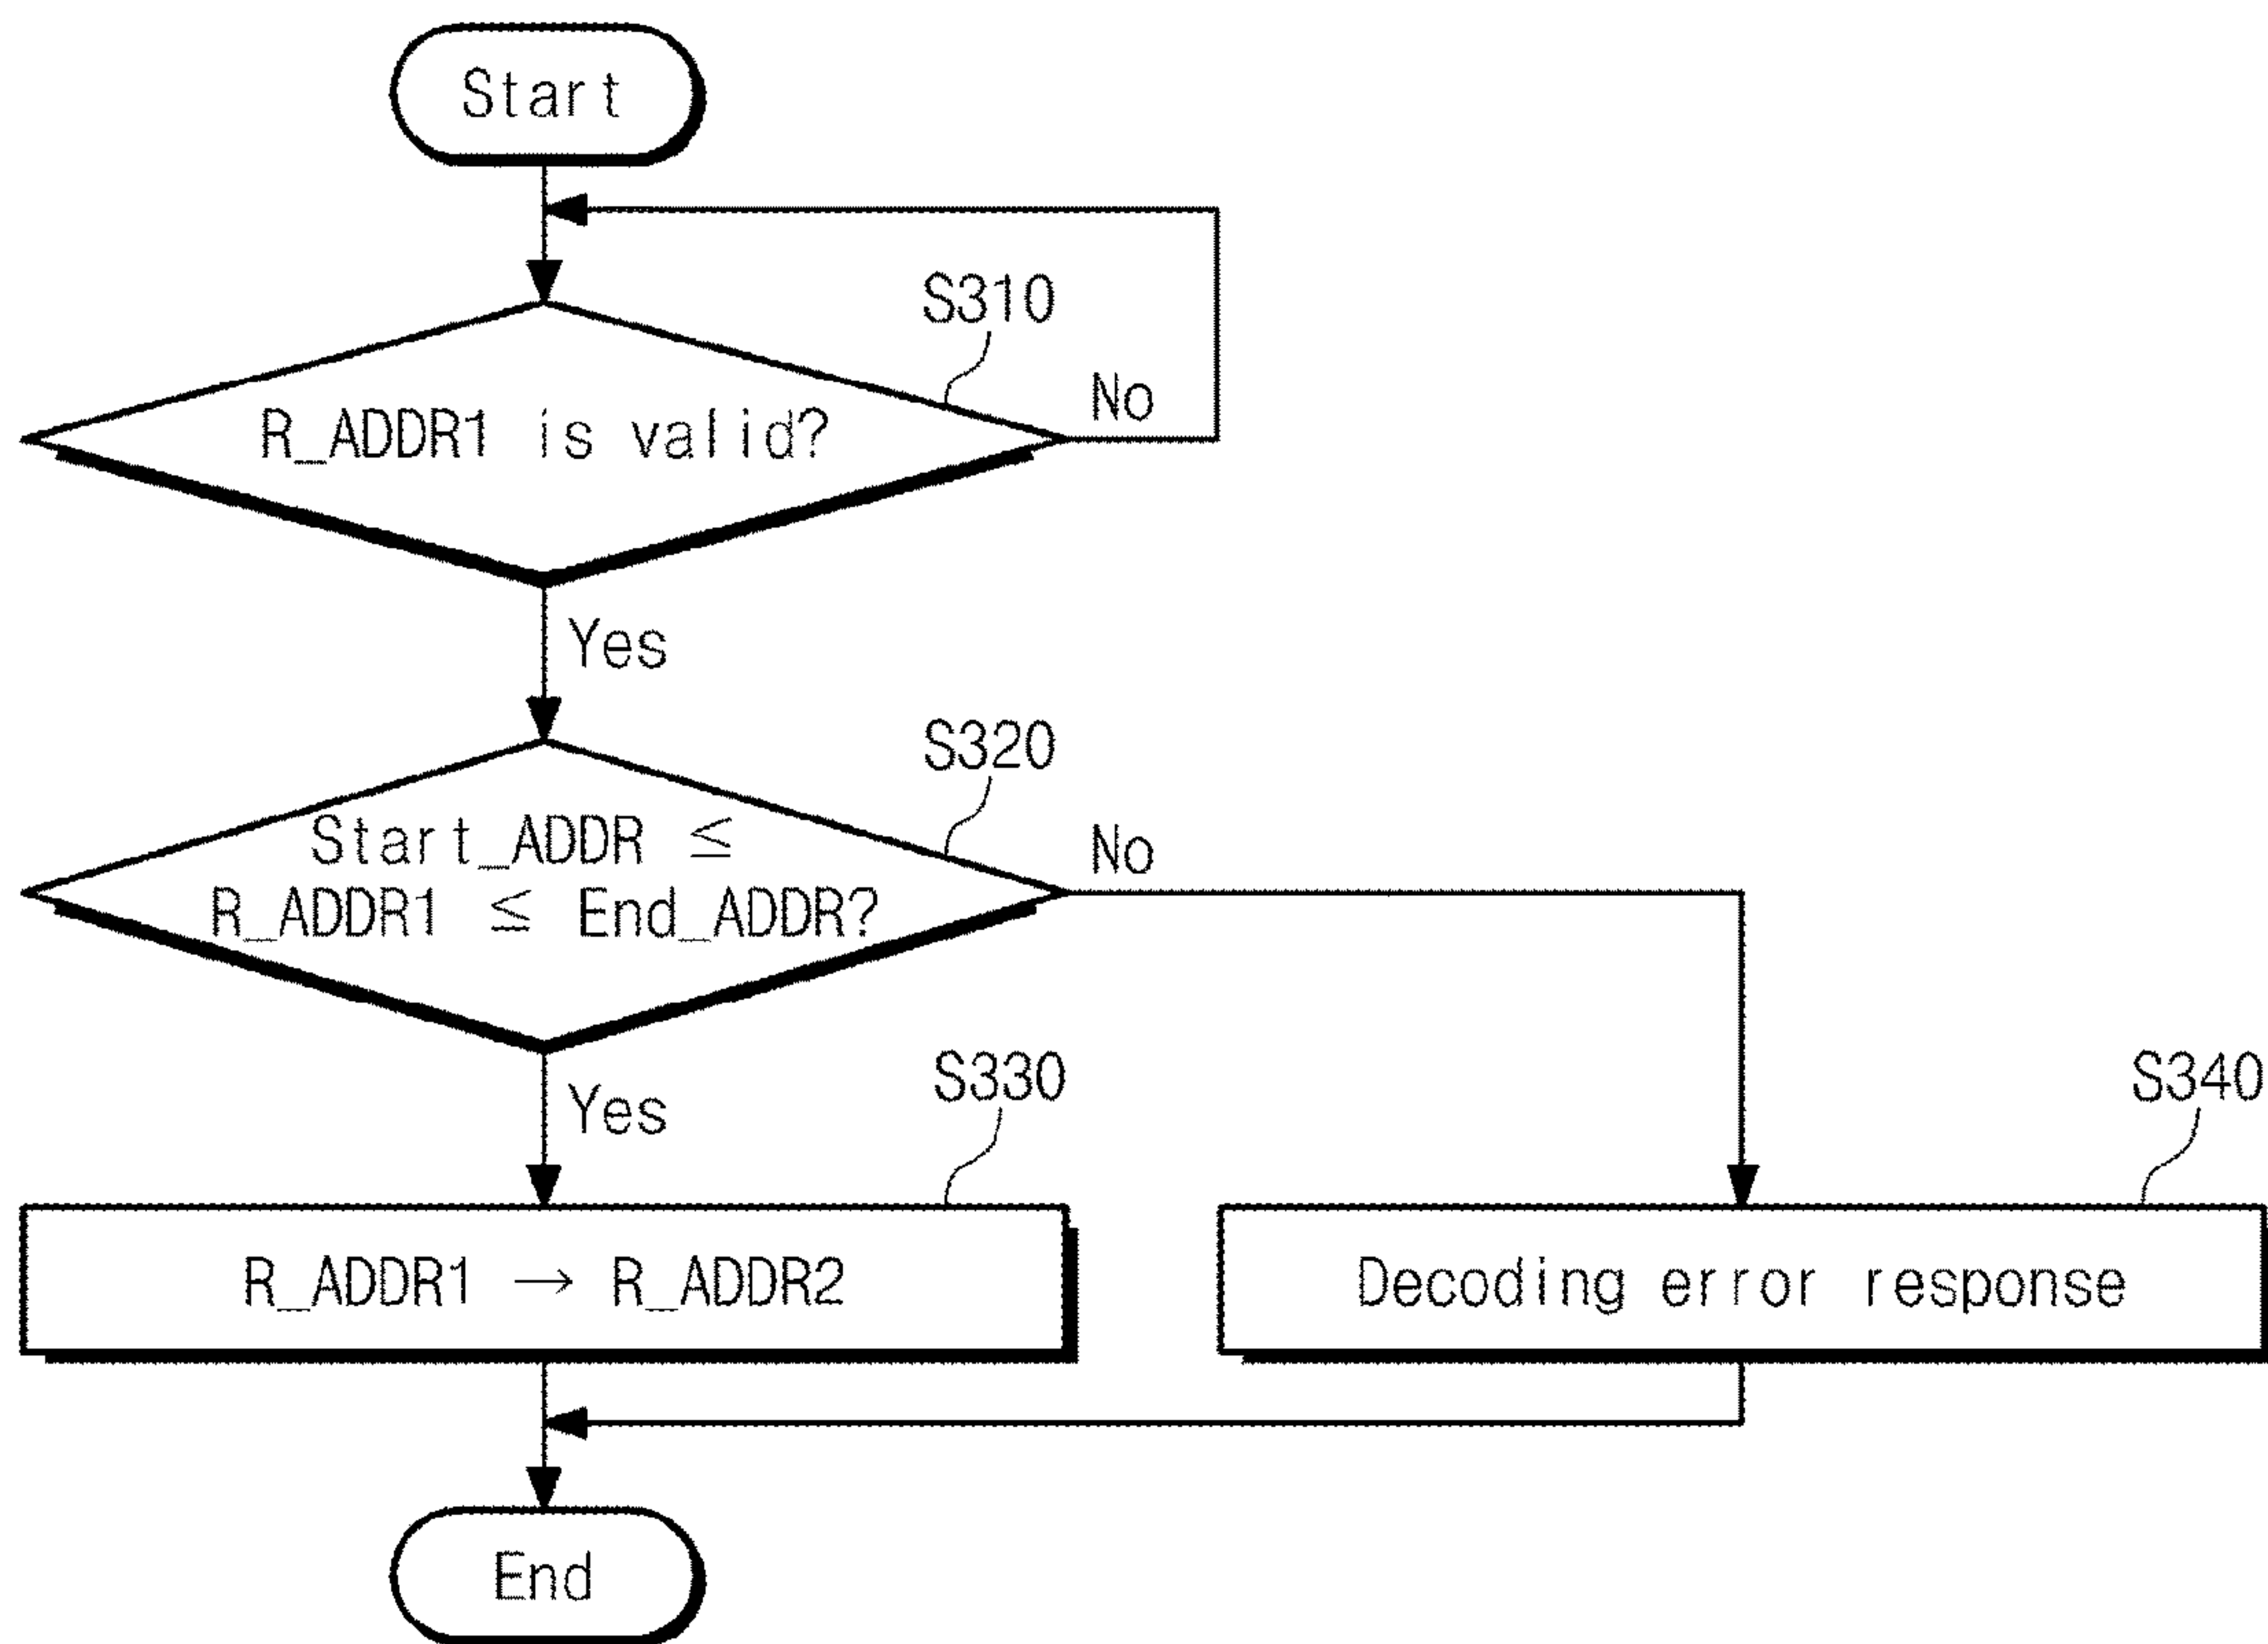 Start
S310
R_ADDR1 is valid?
No
Yes
S320
Start_ADDR ≤
R_ADDR1 ≤ End_ADDR?
No
Yes
S330
R_ADDR1 → R_ADDR2
S340
Decoding error response
End